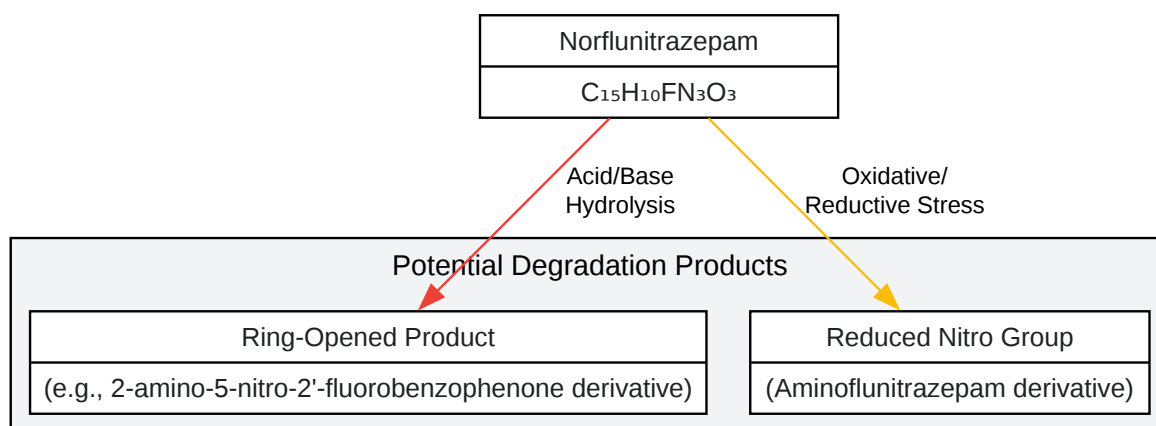 Norflunitrazepam
C₁₅H₁₀FN₃O₃
Acid/Base
Hydrolysis
Oxidative/
Reductive Stress
Potential Degradation Products
Ring-Opened Product
(e.g., 2-amino-5-nitro-2'-fluorobenzophenone derivative)
Reduced Nitro Group
(Aminoflunitrazepam derivative)